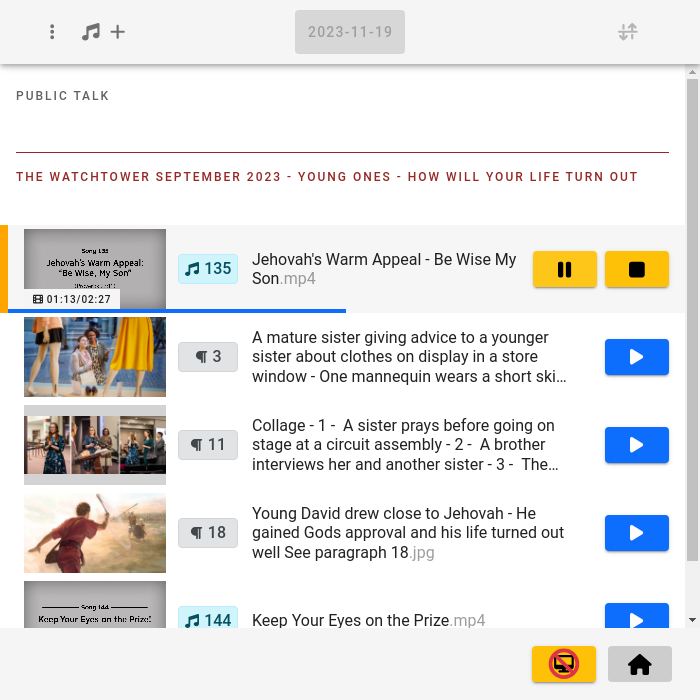 2023-11-19
PUBLIC TALK
THE WATCHTOWER SEPTEMBER 2023 - YOUNG ONES - HOW WILL YOUR LIFE TURN OUT
Song 135
Jehovah's Warm Appeal:
“Be Wise, My Son”
01:13/02:27
135
Jehovah's Warm Appeal - Be Wise My
Son.mp4
¶ 3
A mature sister giving advice to a younger
sister about clothes on display in a store
window - One mannequin wears a short ski…
¶ 11
Collage - 1 - A sister prays before going on
stage at a circuit assembly - 2 - A brother
interviews her and another sister - 3 - The…
¶ 18
Young David drew close to Jehovah - He
gained Gods approval and his life turned out
well See paragraph 18.jpg
Song 144
Keep Your Eyes on the Prize!
144
Keep Your Eyes on the Prize.mp4